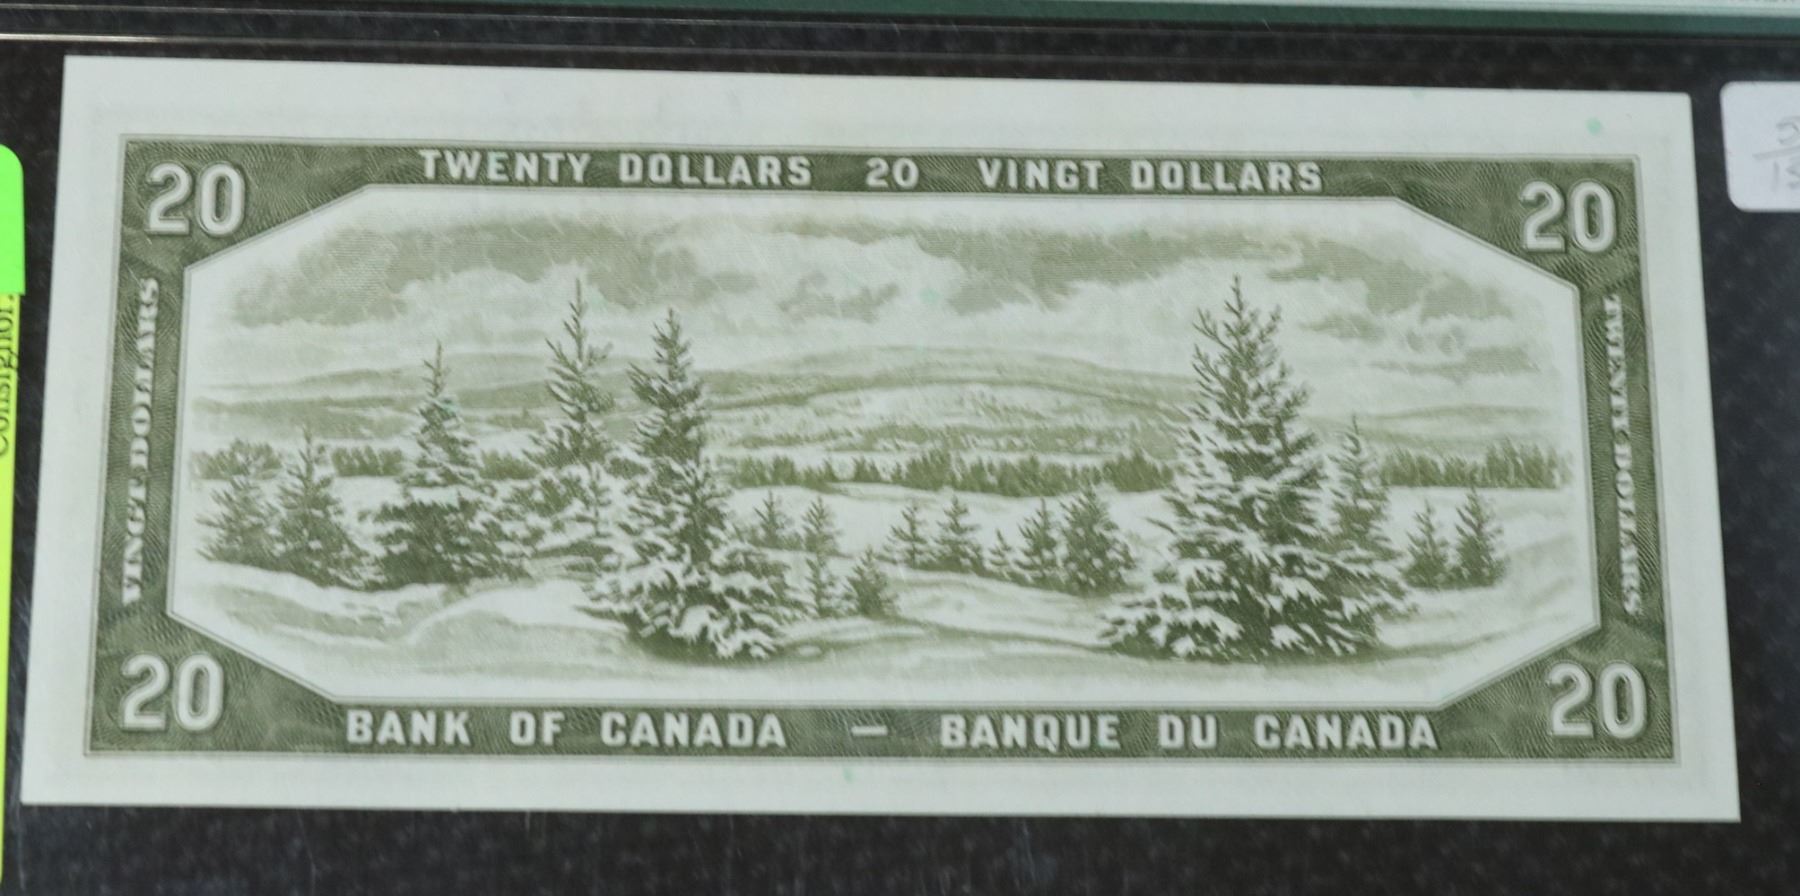 TWENTY DOLLARS 20 VINGT DOLLARS
20
20
VINGT DOLLARS
TWENTY DOLLARS
20
20
BANK OF CANADA — BANQUE DU CANADA
Consignor: